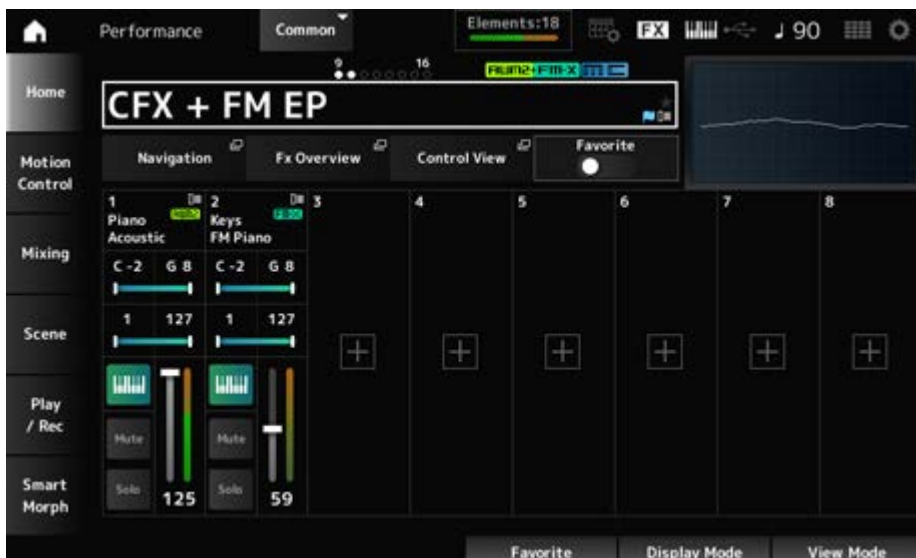 Performance Common Elements:18 FX 90
9 16
AWM2+FM-X MC
Home
CFX + FM EP
Navigation Fx Overview Control View Favorite
Motion
Control
1 2 3 4 5 6 7 8
Piano Keys
Acoustic FM Piano
Mixing
C -2 G 8 C -2 G 8
1 127 1 127
Scene
Play
/ Rec
Mute Mute
Smart
Morph
Solo Solo
125 59
Favorite Display Mode View Mode